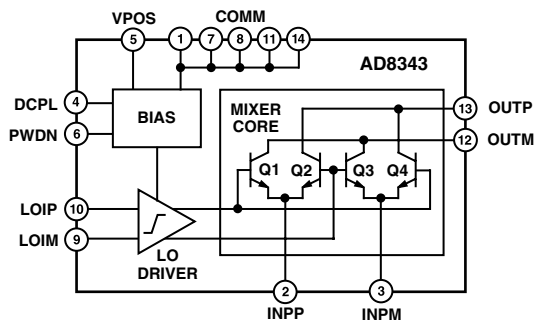 VPOS
COMM
5
1
7
8
11
14
AD8343
DCPL
4
PWDN
6
BIAS
MIXER
CORE
13
OUTP
12
OUTM
Q1
Q2
Q3
Q4
LOIP
10
LOIM
9
LO
DRIVER
2
3
INPP
INPM